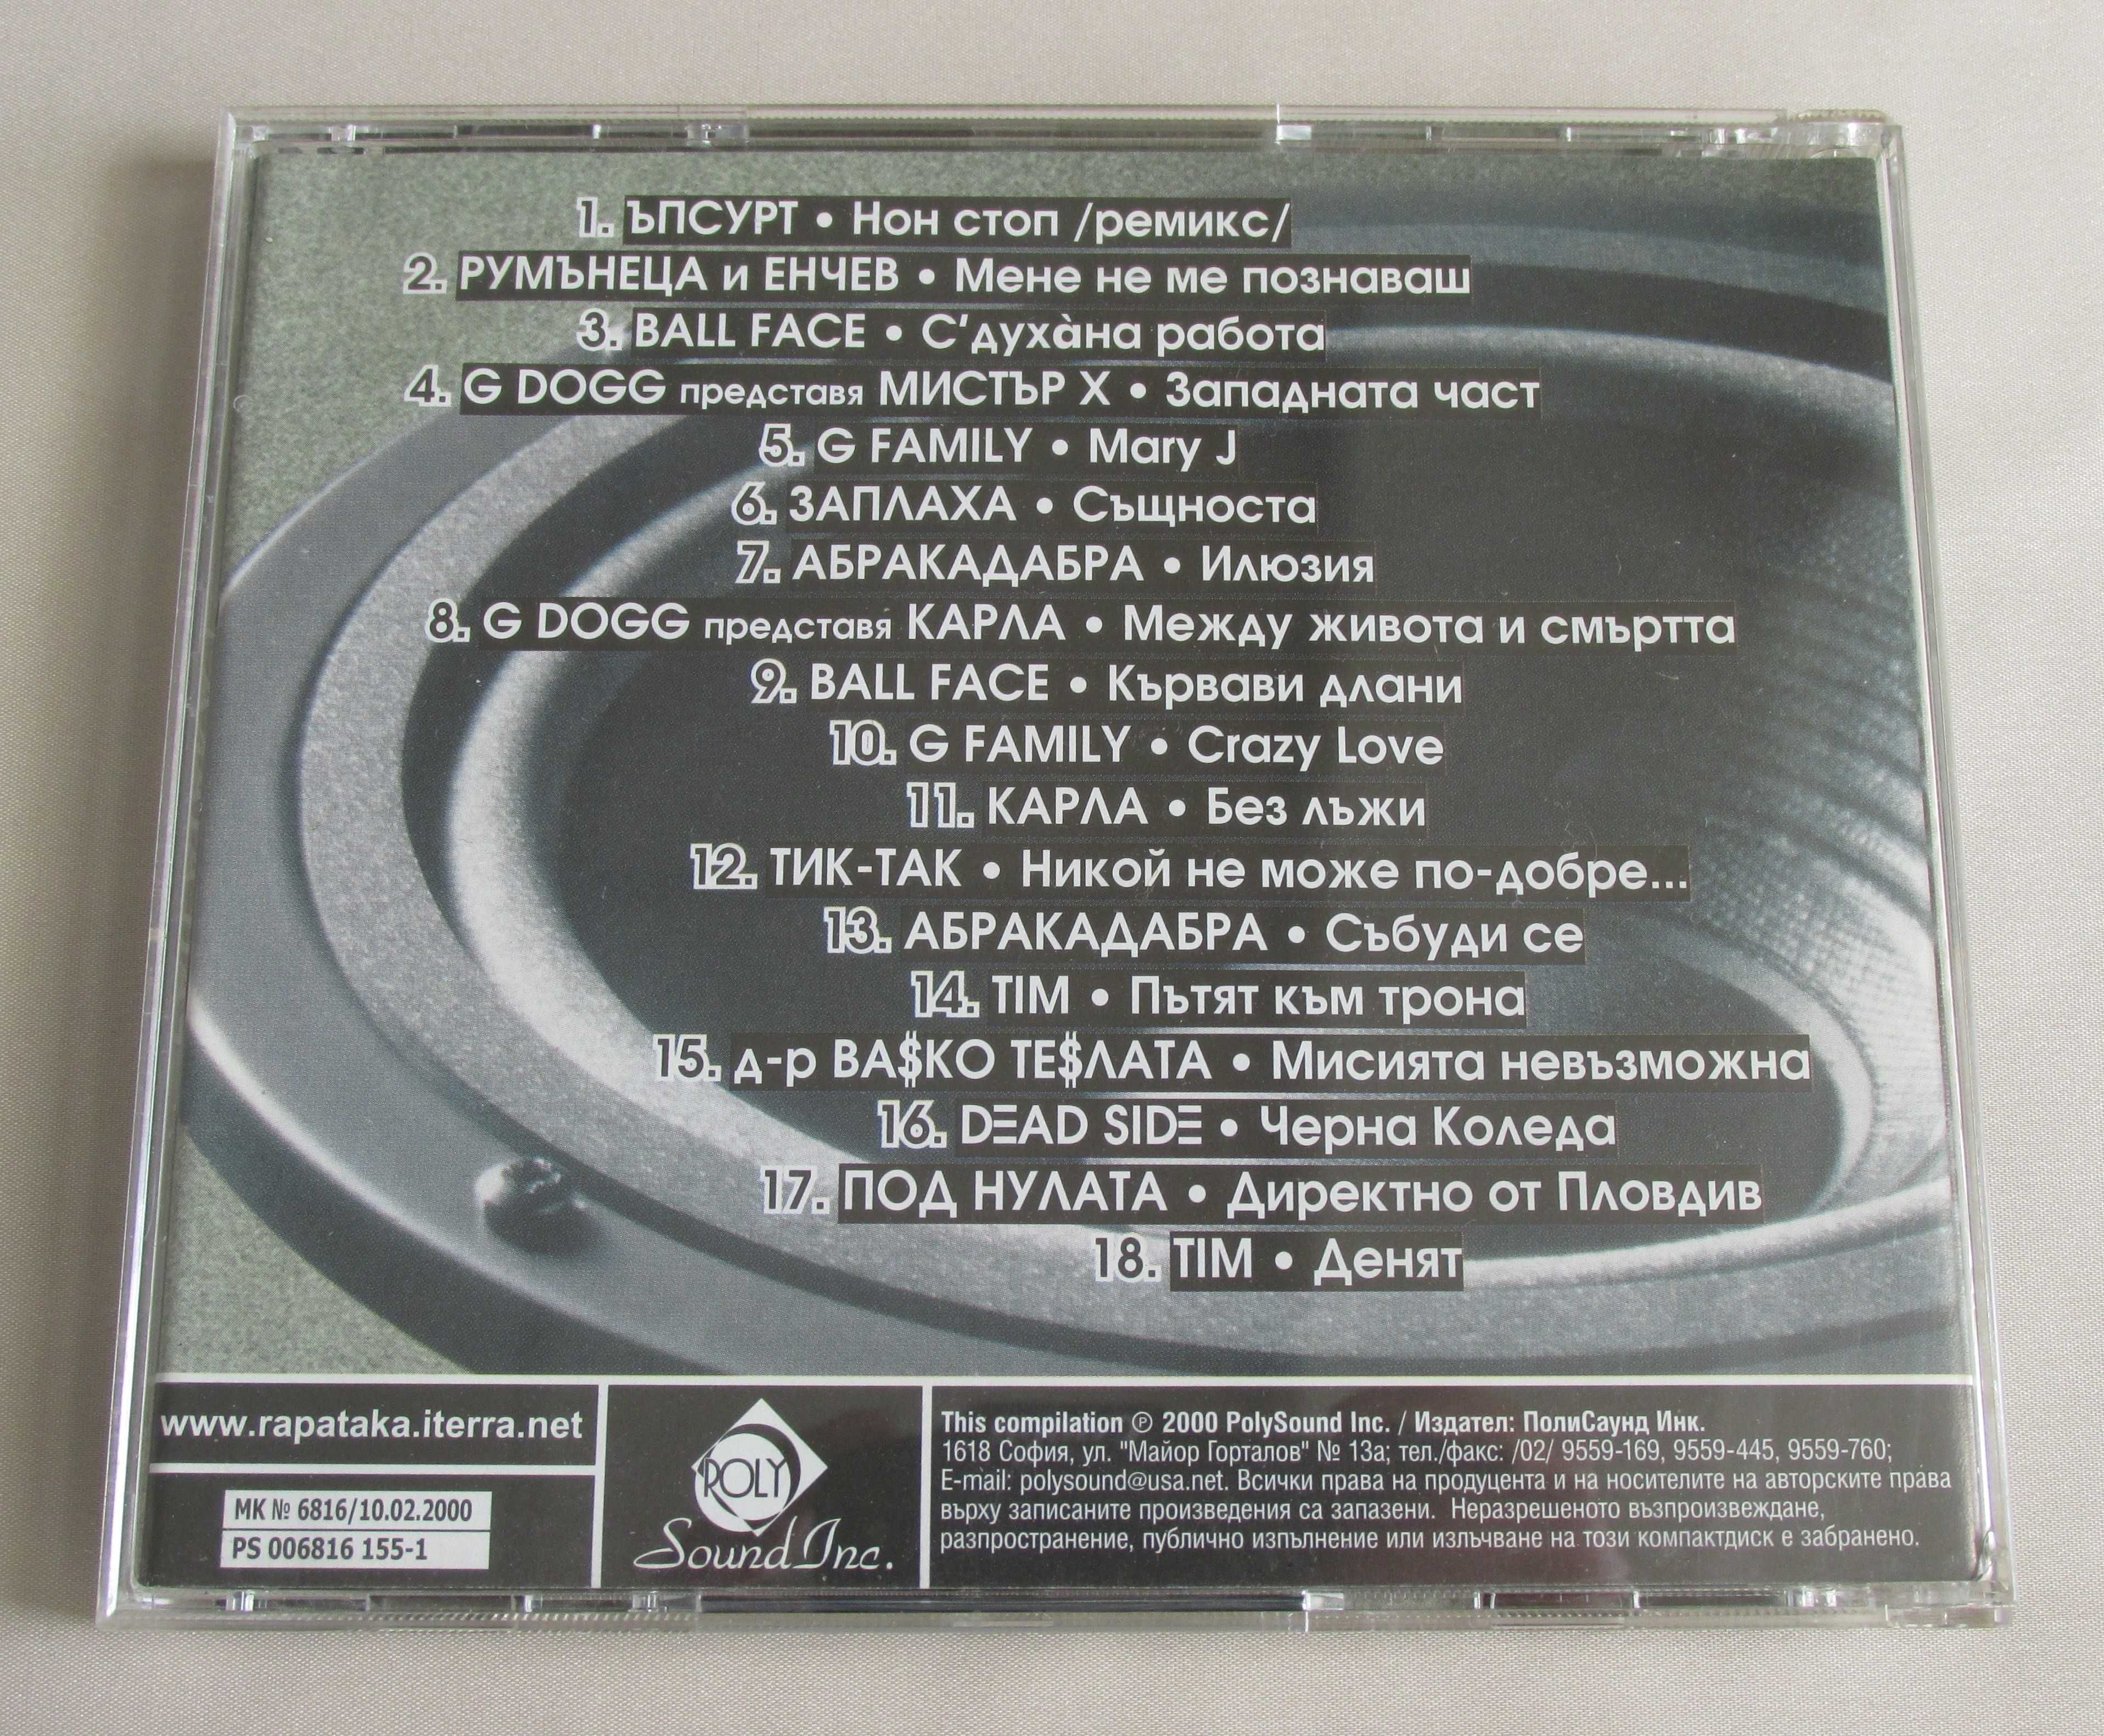 1. ЪПСУРТ • Нон стоп /ремикс/
2. РУМЪНЕЦА и ЕНЧЕВ • Мене не ме познаваш
3. BALL FACE • С'духàна работа
4. G DOGG представя МИСТЪР Х • Западната част
5. G FAMILY • Mary J
6. ЗАПЛАХА • Същноста
7. АБРАКАДАБРА • Илюзия
8. G DOGG представя КАРЛА • Между живота и смъртта
9. BALL FACE • Кървави длани
10. G FAMILY • Crazy Love
11. КАРЛА • Без лъжи
12. ТИК-ТАК • Никой не може по-добре...
13. АБРАКАДАБРА • Събуди се
14. TIM • Пътят към трона
15. д-р ВА$КО ТЕ$ЛАТА • Мисията невъзможна
16. DEAD SIDE • Черна Коледа
17. ПОД НУЛАТА • Директно от Пловдив
18. TIM • Денят
www.rapataka.iterra.net
МК № 6816/10.02.2000
PS 006816 155-1
POLY
Sound Inc.
This compilation ℗ 2000 PolySound Inc. / Издател: ПолиСаунд Инк.
1618 София, ул. "Майор Горталов" № 13а; тел./факс: /02/ 9559-169, 9559-445, 9559-760;
E-mail: polysound@usa.net. Всички права на продуцента и на носителите на авторските права
върху записаните произведения са запазени. Неразрешеното възпроизвеждане,
разпространение, публично изпълнение или излъчване на този компактдиск е забранено.